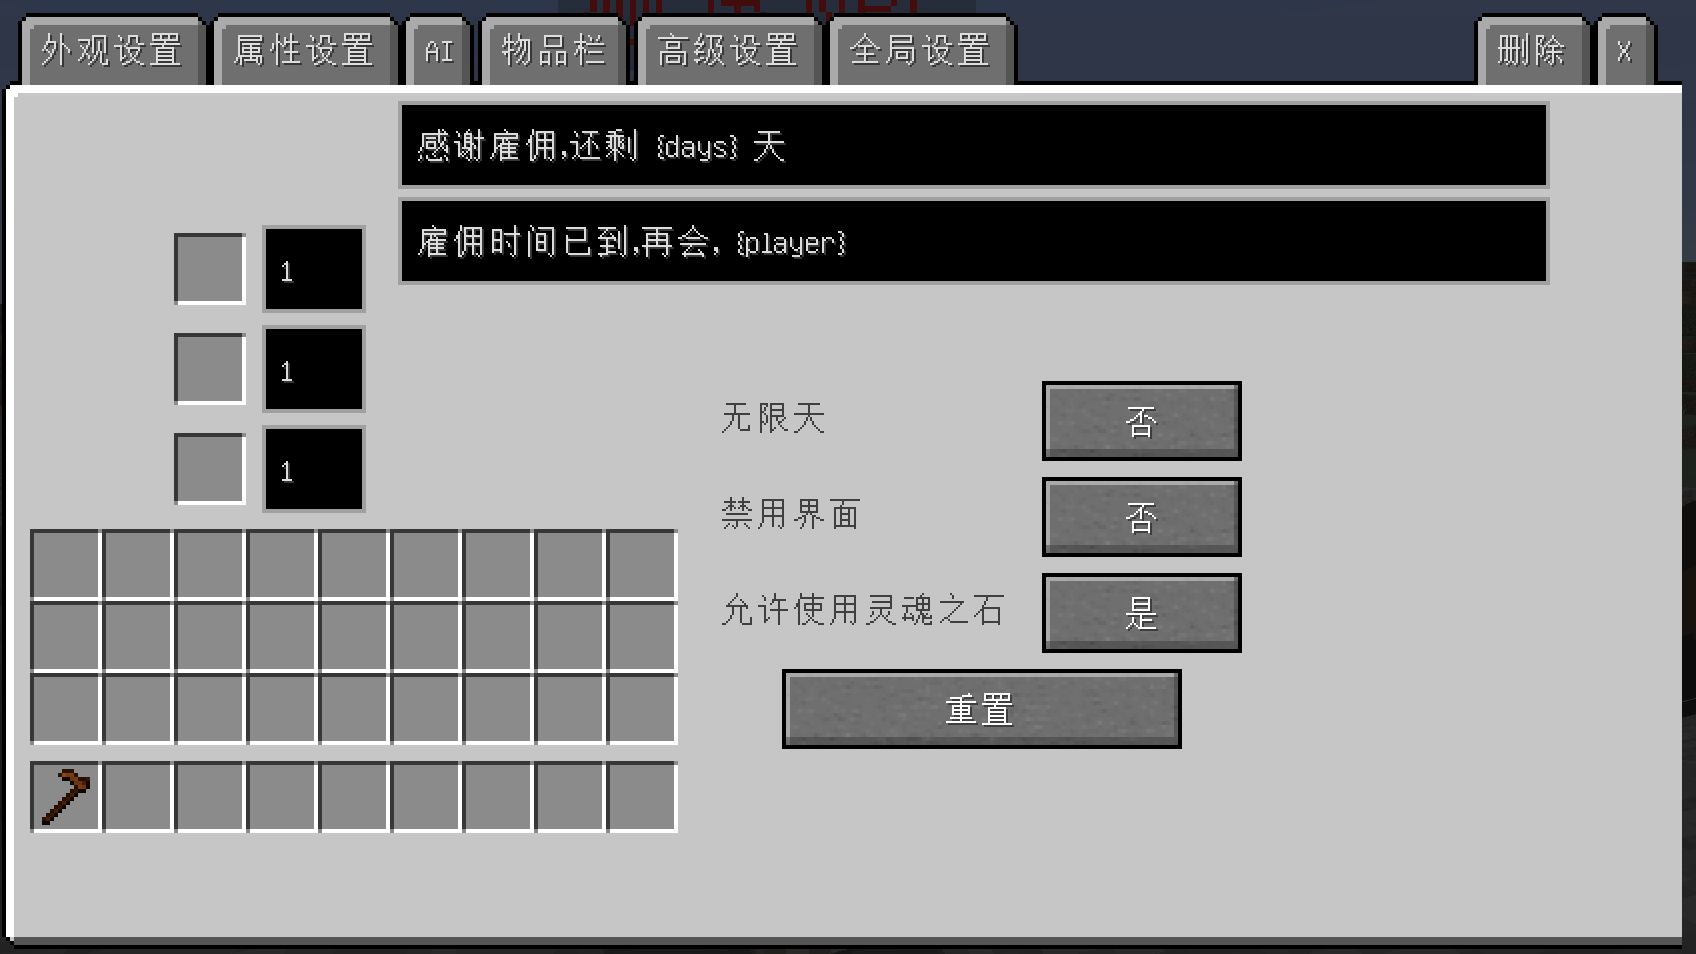 外观设置 属性设置 AI 物品栏 高级设置 全局设置 删除 X
感谢雇佣,还剩 {days} 天
雇佣时间已到,再会, {player}
1
1
1
无限天 否
禁用界面 否
允许使用灵魂之石 是
重置